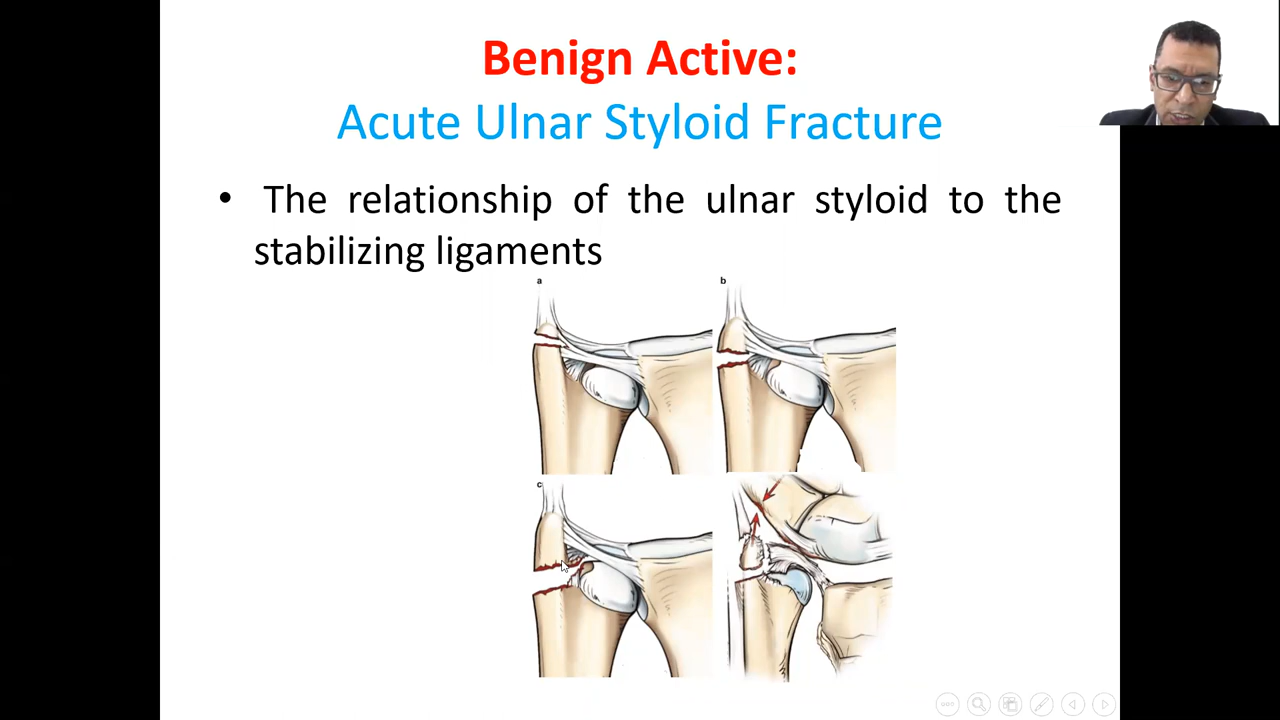 Benign Active:
Acute Ulnar Styloid Fracture
• The relationship of the ulnar styloid to the
stabilizing ligaments
a
b
c